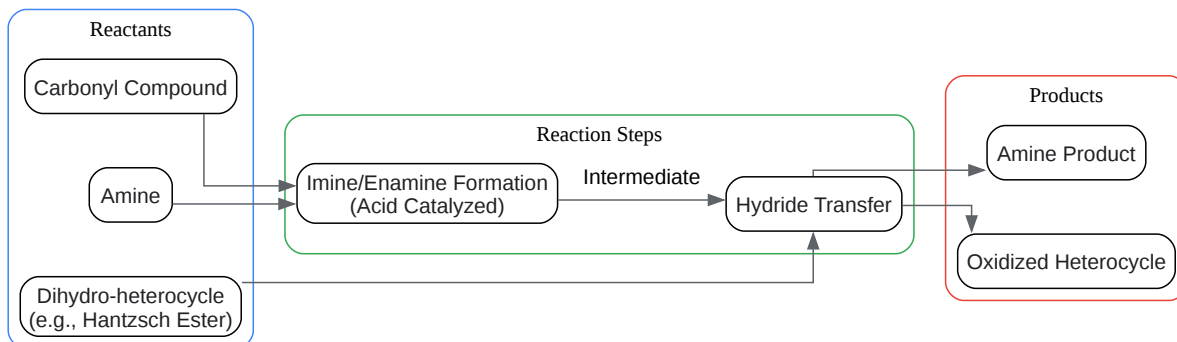 Reactants
Carbonyl Compound
Amine
Dihydro-heterocycle
(e.g., Hantzsch Ester)
Reaction Steps
Imine/Enamine Formation
(Acid Catalyzed)
Intermediate
Hydride Transfer
Products
Amine Product
Oxidized Heterocycle